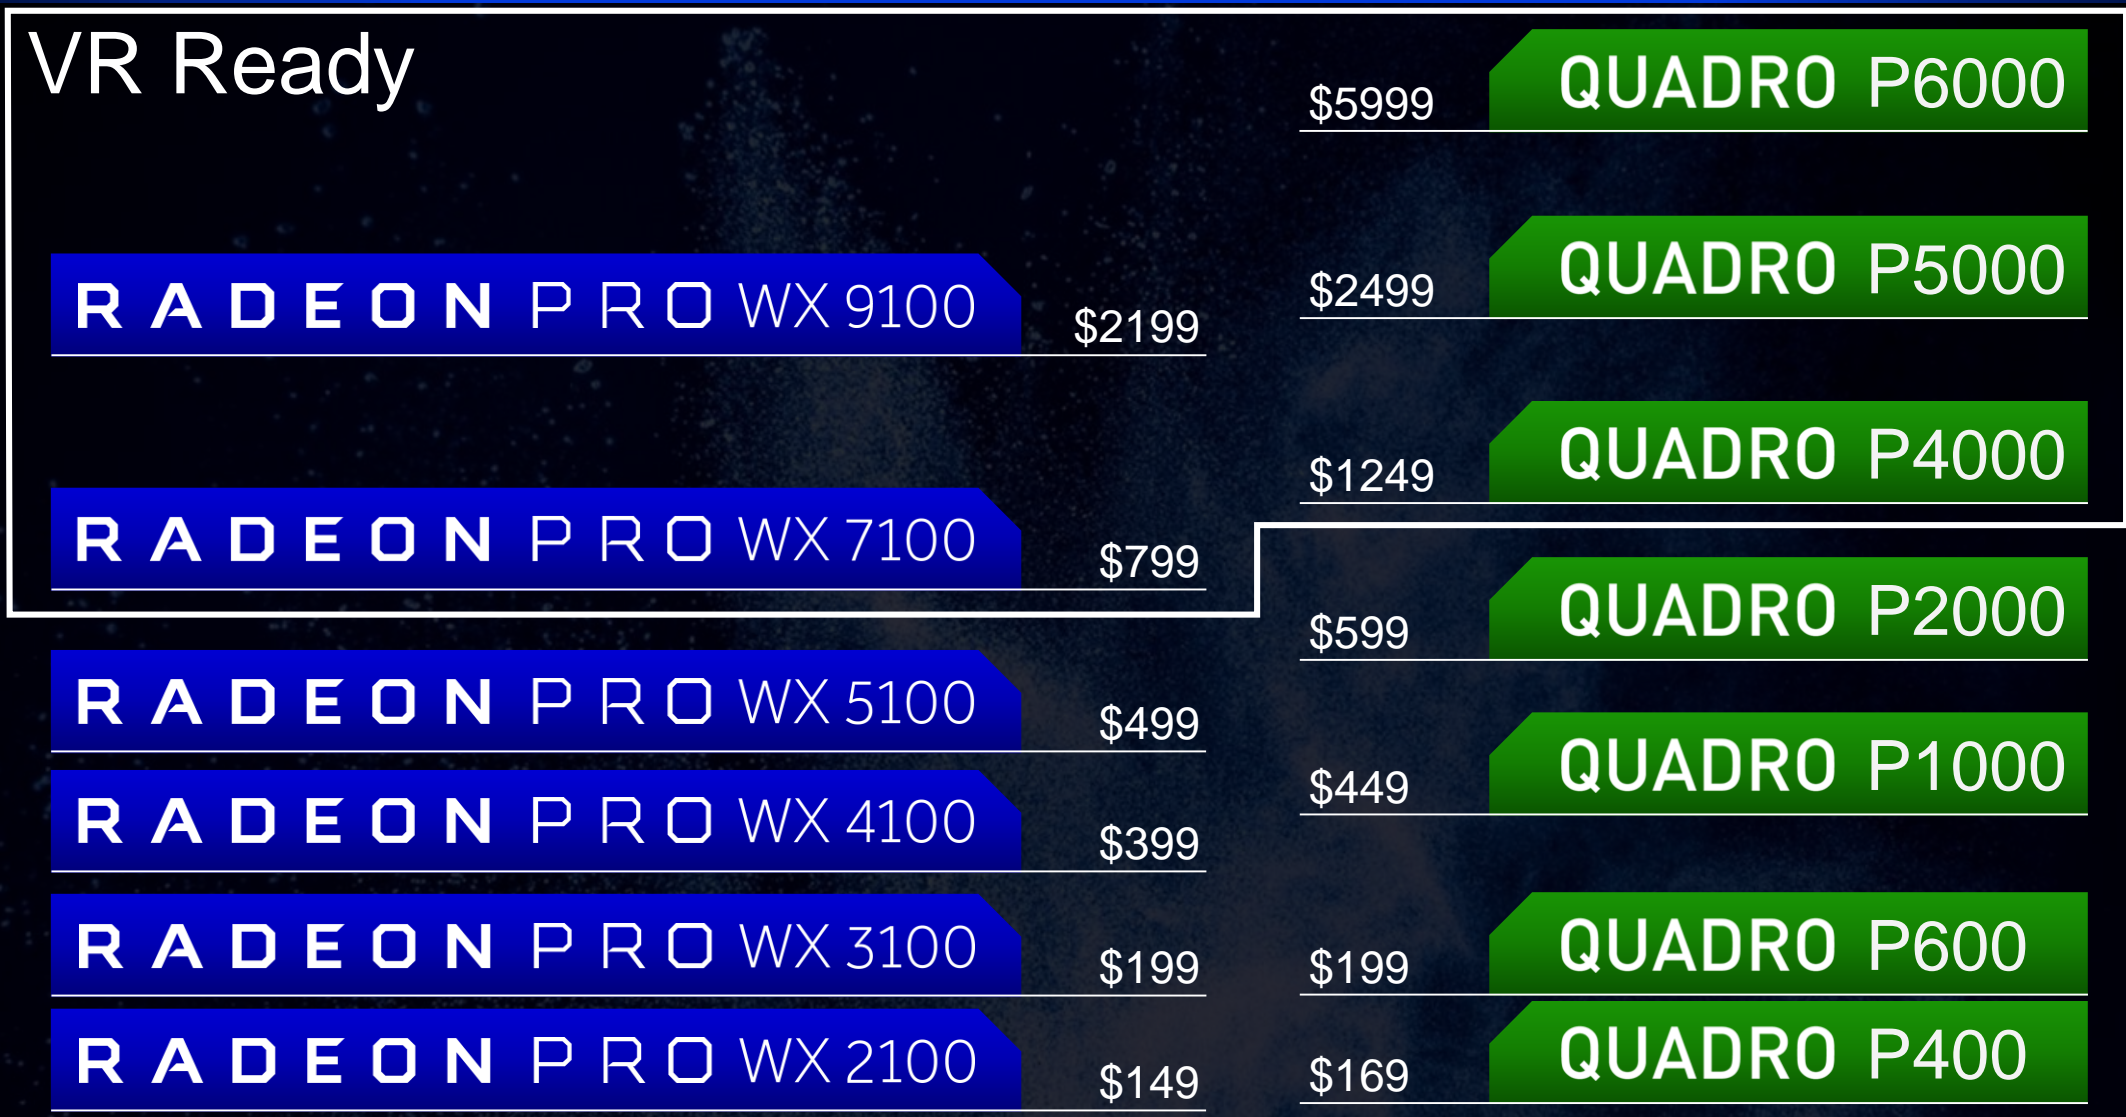 VR Ready
$5999 QUADRO P6000
RADEON PRO WX 9100 $2199
$2499 QUADRO P5000
$1249 QUADRO P4000
RADEON PRO WX 7100 $799
$599 QUADRO P2000
RADEON PRO WX 5100 $499
$449 QUADRO P1000
RADEON PRO WX 4100 $399
RADEON PRO WX 3100 $199
$199 QUADRO P600
RADEON PRO WX 2100 $149
$169 QUADRO P400